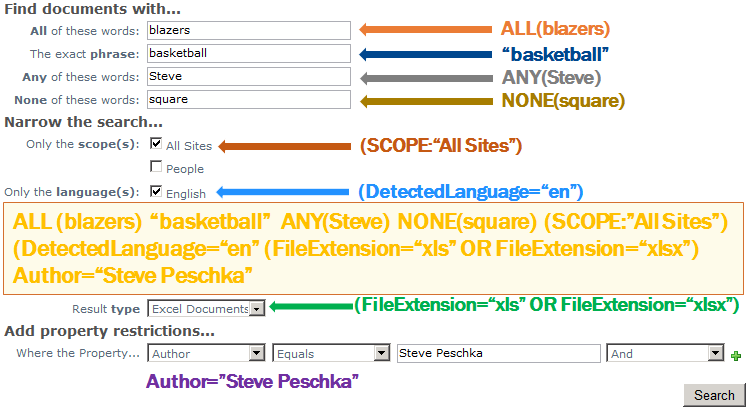 Find documents with...
All of these words: blazers ALL(blazers)
The exact phrase: basketball “basketball”
Any of these words: Steve ANY(Steve)
None of these words: square NONE(square)
Narrow the search...
Only the scope(s): All Sites (SCOPE:“All Sites”)
People
Only the language(s): English (DetectedLanguage=“en”)
ALL (blazers) “basketball” ANY(Steve) NONE(square) (SCOPE:”All Sites”)
(DetectedLanguage=“en” (FileExtension=“xls” OR FileExtension=“xlsx”)
Author=“Steve Peschka”
Result type Excel Documents (FileExtension=“xls” OR FileExtension=“xlsx”)
Add property restrictions...
Where the Property... Author Equals Steve Peschka And
Author=”Steve Peschka”
Search